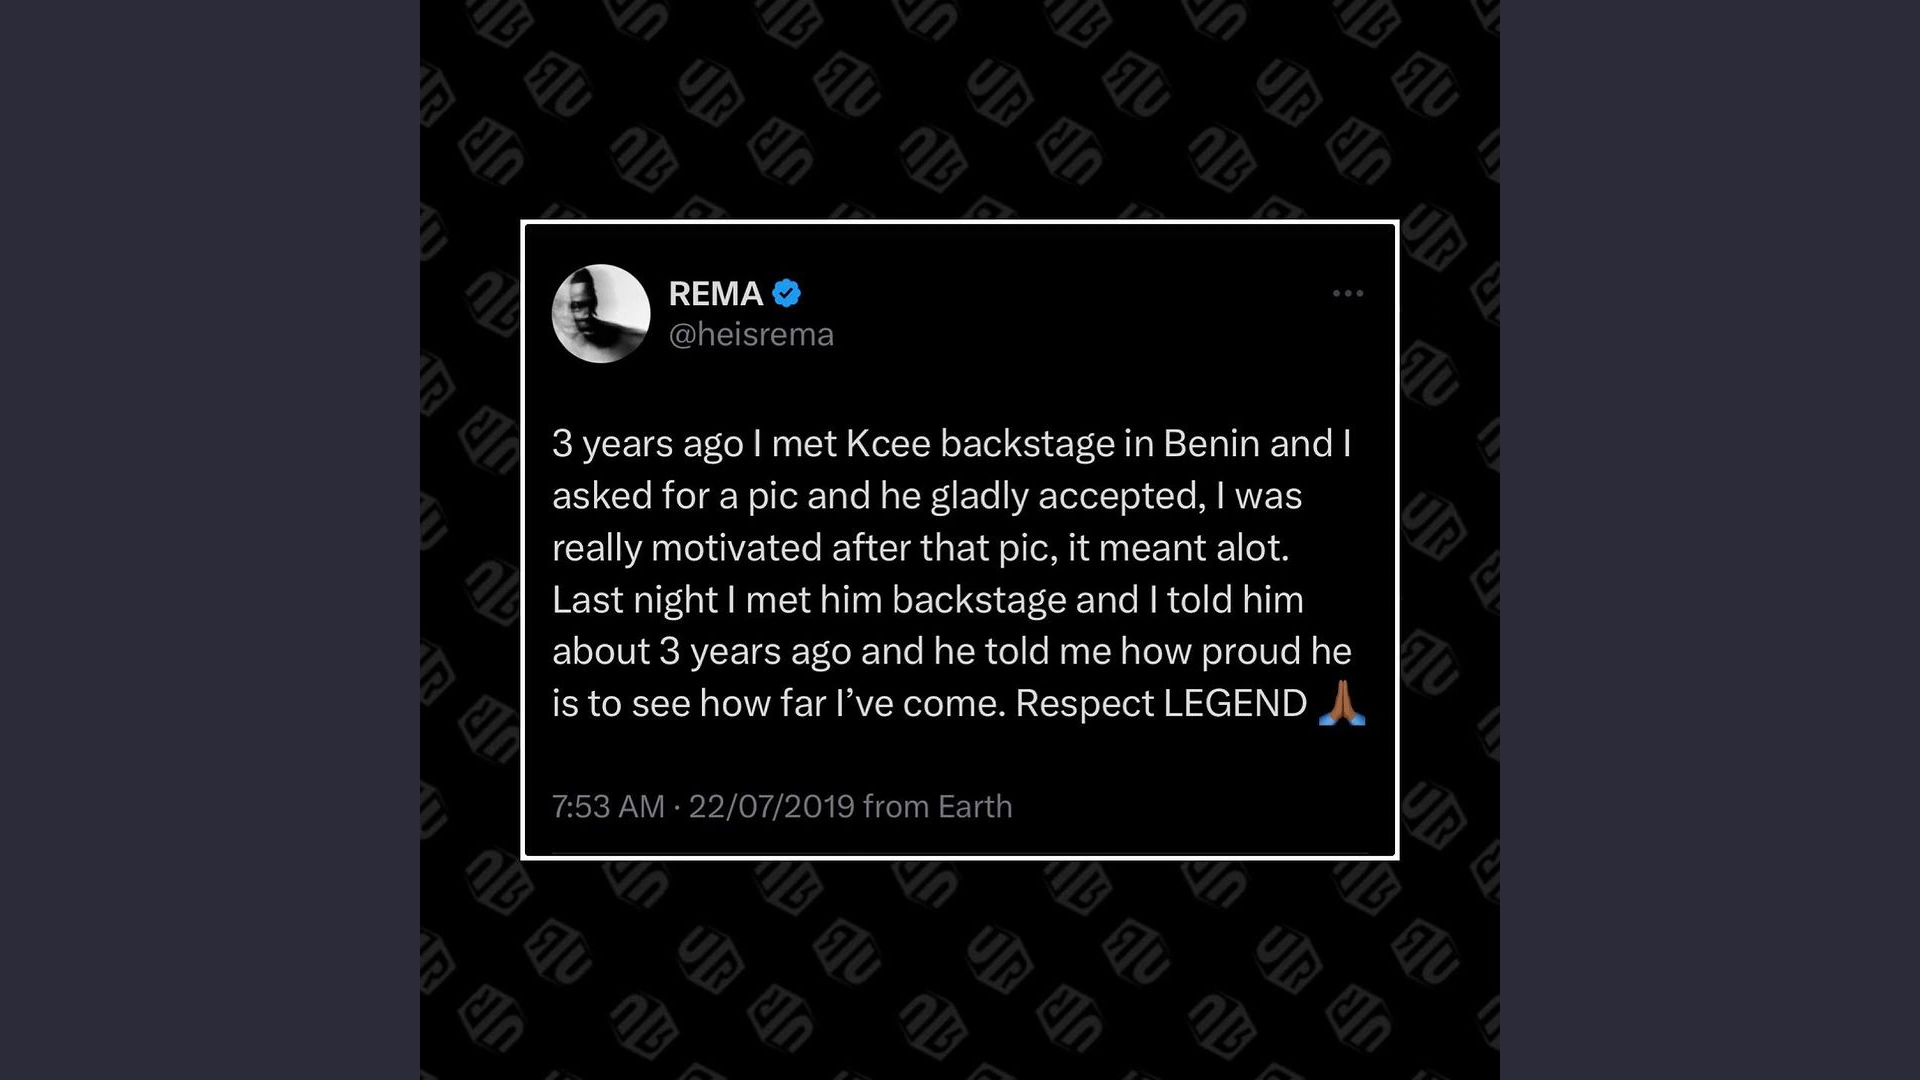 REMA
@heisrema
3 years ago I met Kcee backstage in Benin and I
asked for a pic and he gladly accepted, I was
really motivated after that pic, it meant alot.
Last night I met him backstage and I told him
about 3 years ago and he told me how proud he
is to see how far I’ve come. Respect LEGEND 🙏🏾
7:53 AM · 22/07/2019 from Earth